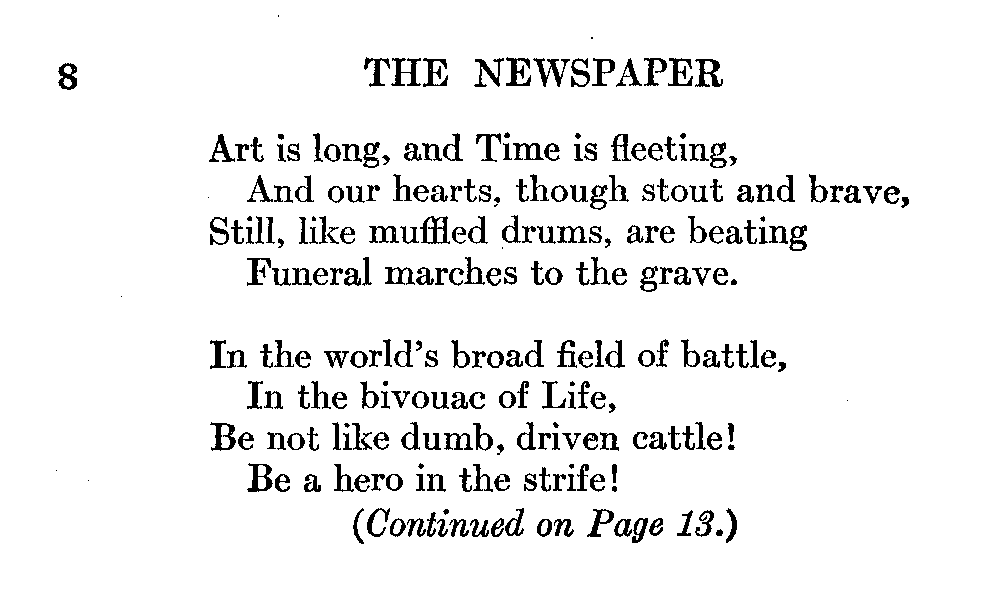 8 THE NEWSPAPER
Art is long, and Time is fleeting,
And our hearts, though stout and brave,
Still, like muffled drums, are beating
Funeral marches to the grave.
In the world's broad field of battle,
In the bivouac of Life,
Be not like dumb, driven cattle!
Be a hero in the strife!
(Continued on Page 13.)